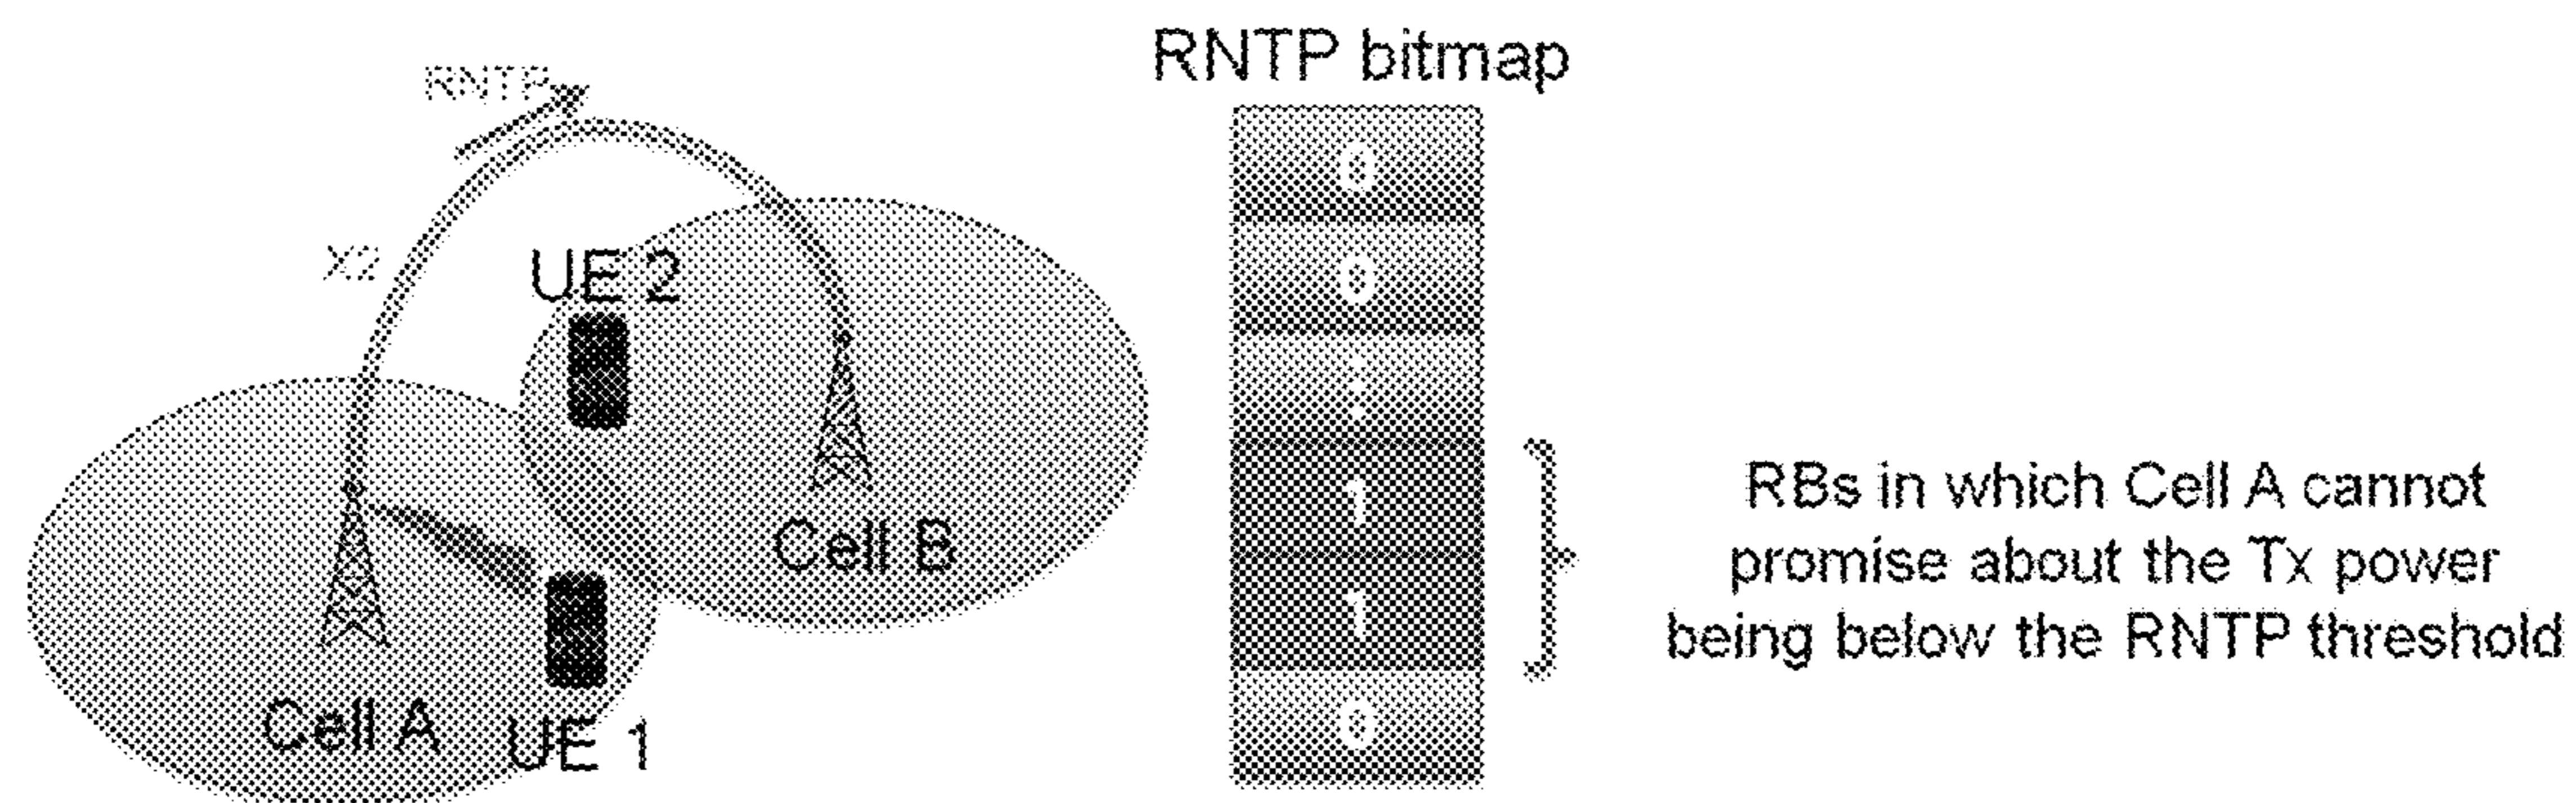 RNTP
X2
UE 2
Cell B
Cell A
UE 1
RNTP bitmap
0
0
1
1
0
RBs in which Cell A cannot
promise about the Tx power
being below the RNTP threshold